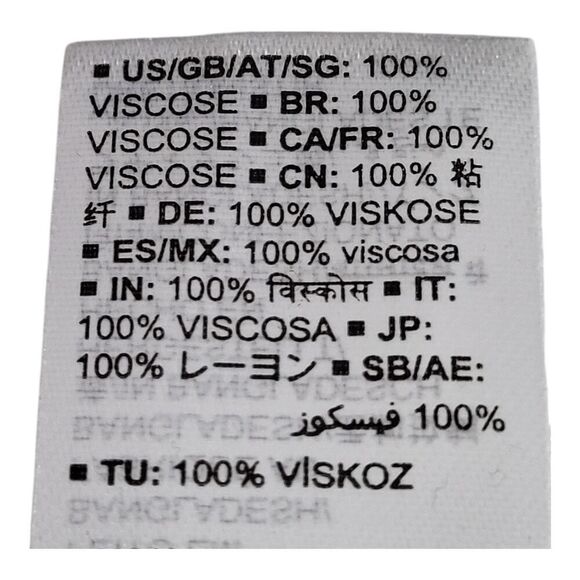 ■ US/GB/AT/SG: 100%
VISCOSE ■ BR: 100%
VISCOSE ■ CA/FR: 100%
VISCOSE ■ CN: 100% 粘
纤 ■ DE: 100% VISKOSE
■ ES/MX: 100% viscosa
■ IN: 100% विस्कोस ■ IT:
100% VISCOSA ■ JP:
100% レーヨン ■ SB/AE:
100% فيسكوز
■ TU: 100% VİSKOZ
BANGLADESH/